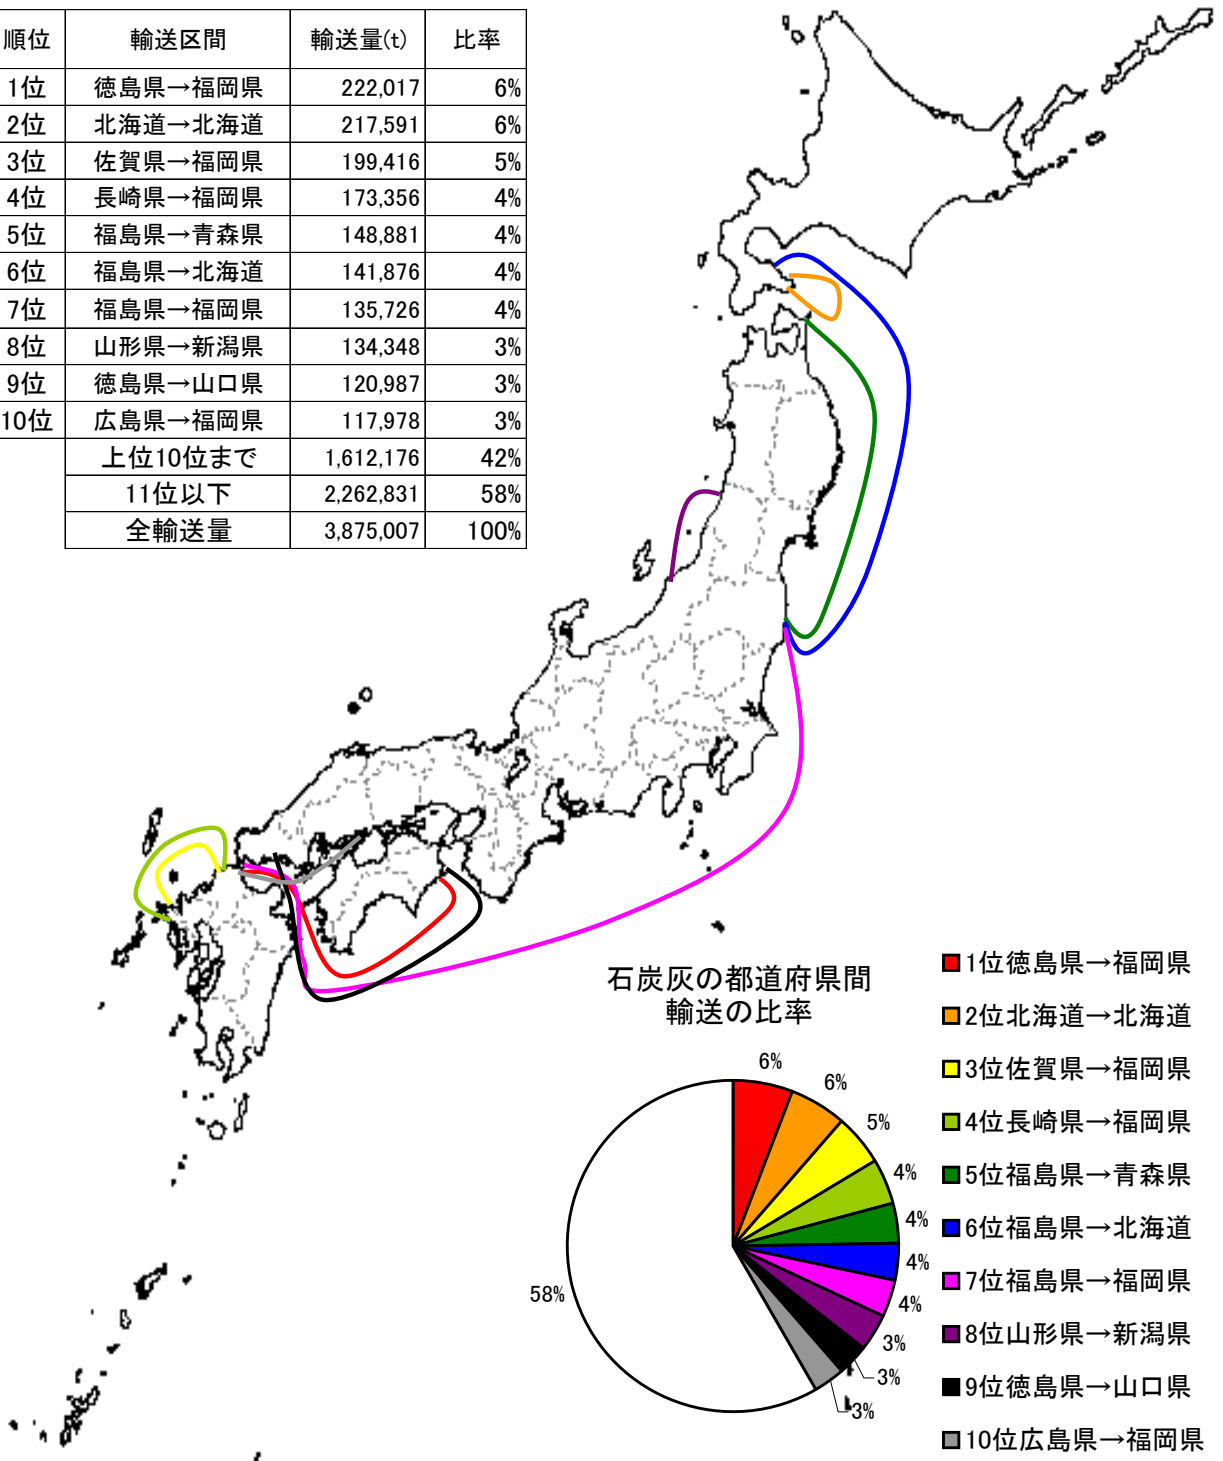 順位 輸送区間 輸送量(t) 比率
1位 徳島県→福岡県 222,017 6%
2位 北海道→北海道 217,591 6%
3位 佐賀県→福岡県 199,416 5%
4位 長崎県→福岡県 173,356 4%
5位 福島県→青森県 148,881 4%
6位 福島県→北海道 141,876 4%
7位 福島県→福岡県 135,726 4%
8位 山形県→新潟県 134,348 3%
9位 徳島県→山口県 120,987 3%
10位 広島県→福岡県 117,978 3%
上位10位まで 1,612,176 42%
11位以下 2,262,831 58%
全輸送量 3,875,007 100%
石炭灰の都道府県間
輸送の比率
6%
6%
5%
4%
4%
4%
4%
3%
3%
3%
58%
1位徳島県→福岡県
2位北海道→北海道
3位佐賀県→福岡県
4位長崎県→福岡県
5位福島県→青森県
6位福島県→北海道
7位福島県→福岡県
8位山形県→新潟県
9位徳島県→山口県
10位広島県→福岡県